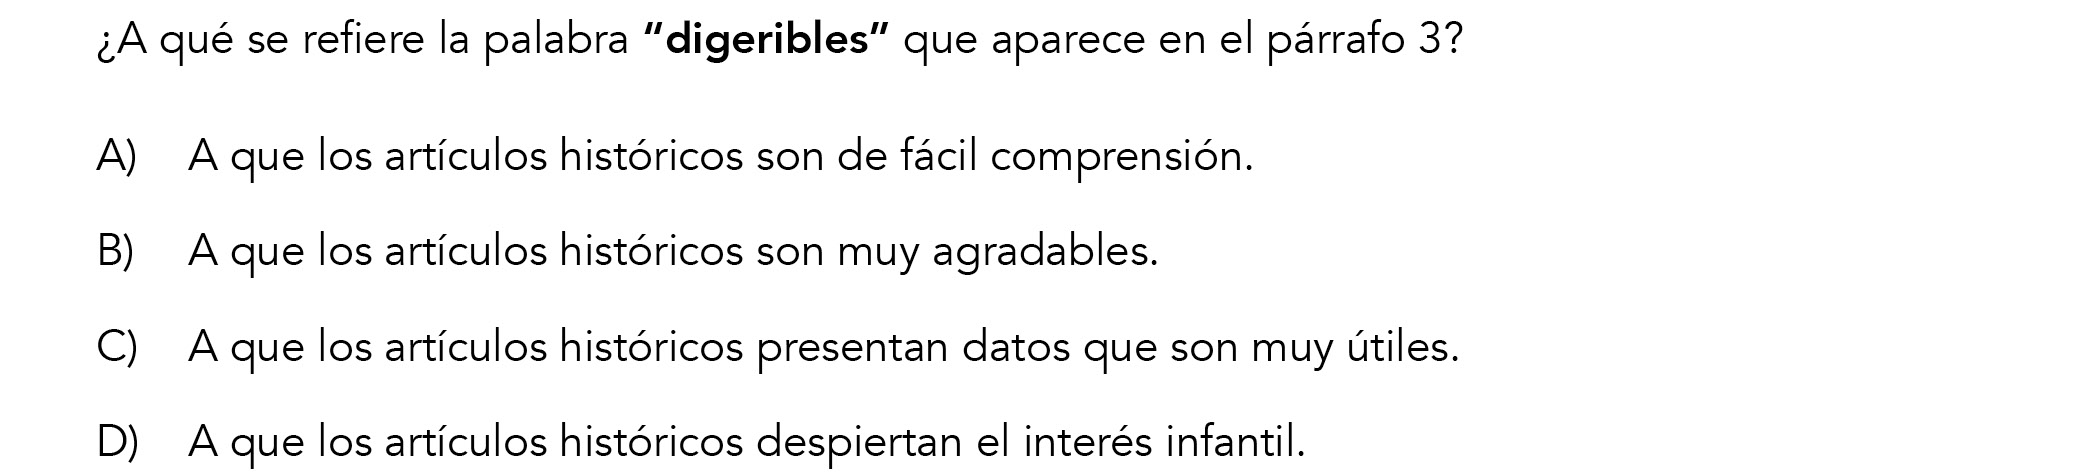 ¿A qué se refiere la palabra “digeribles” que aparece en el párrafo 3?
A) A que los artículos históricos son de fácil comprensión.
B) A que los artículos históricos son muy agradables.
C) A que los artículos históricos presentan datos que son muy útiles.
D) A que los artículos históricos despiertan el interés infantil.